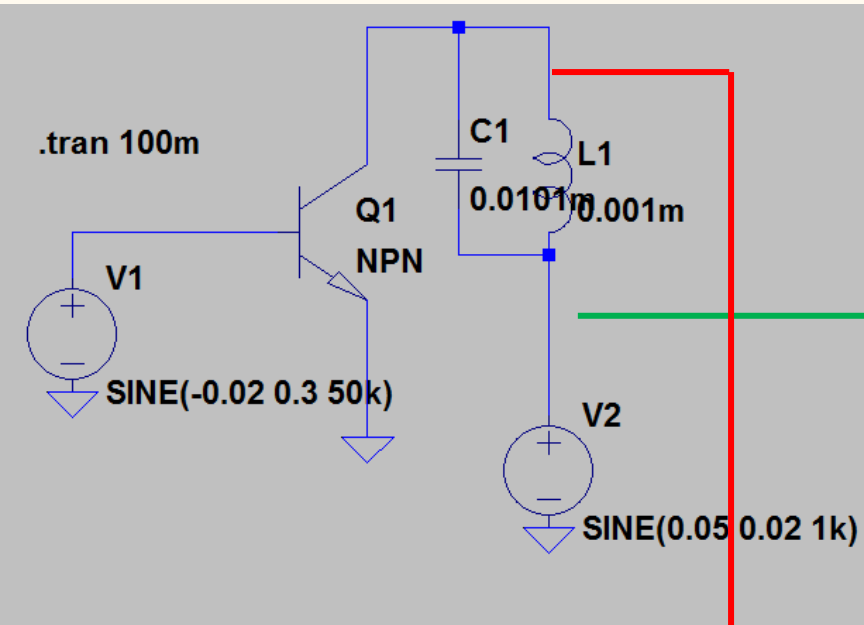 .tran 100m
C1
L1
0.0101m
0.001m
Q1
NPN
V1
SINE(-0.02 0.3 50k)
V2
SINE(0.05 0.02 1k)